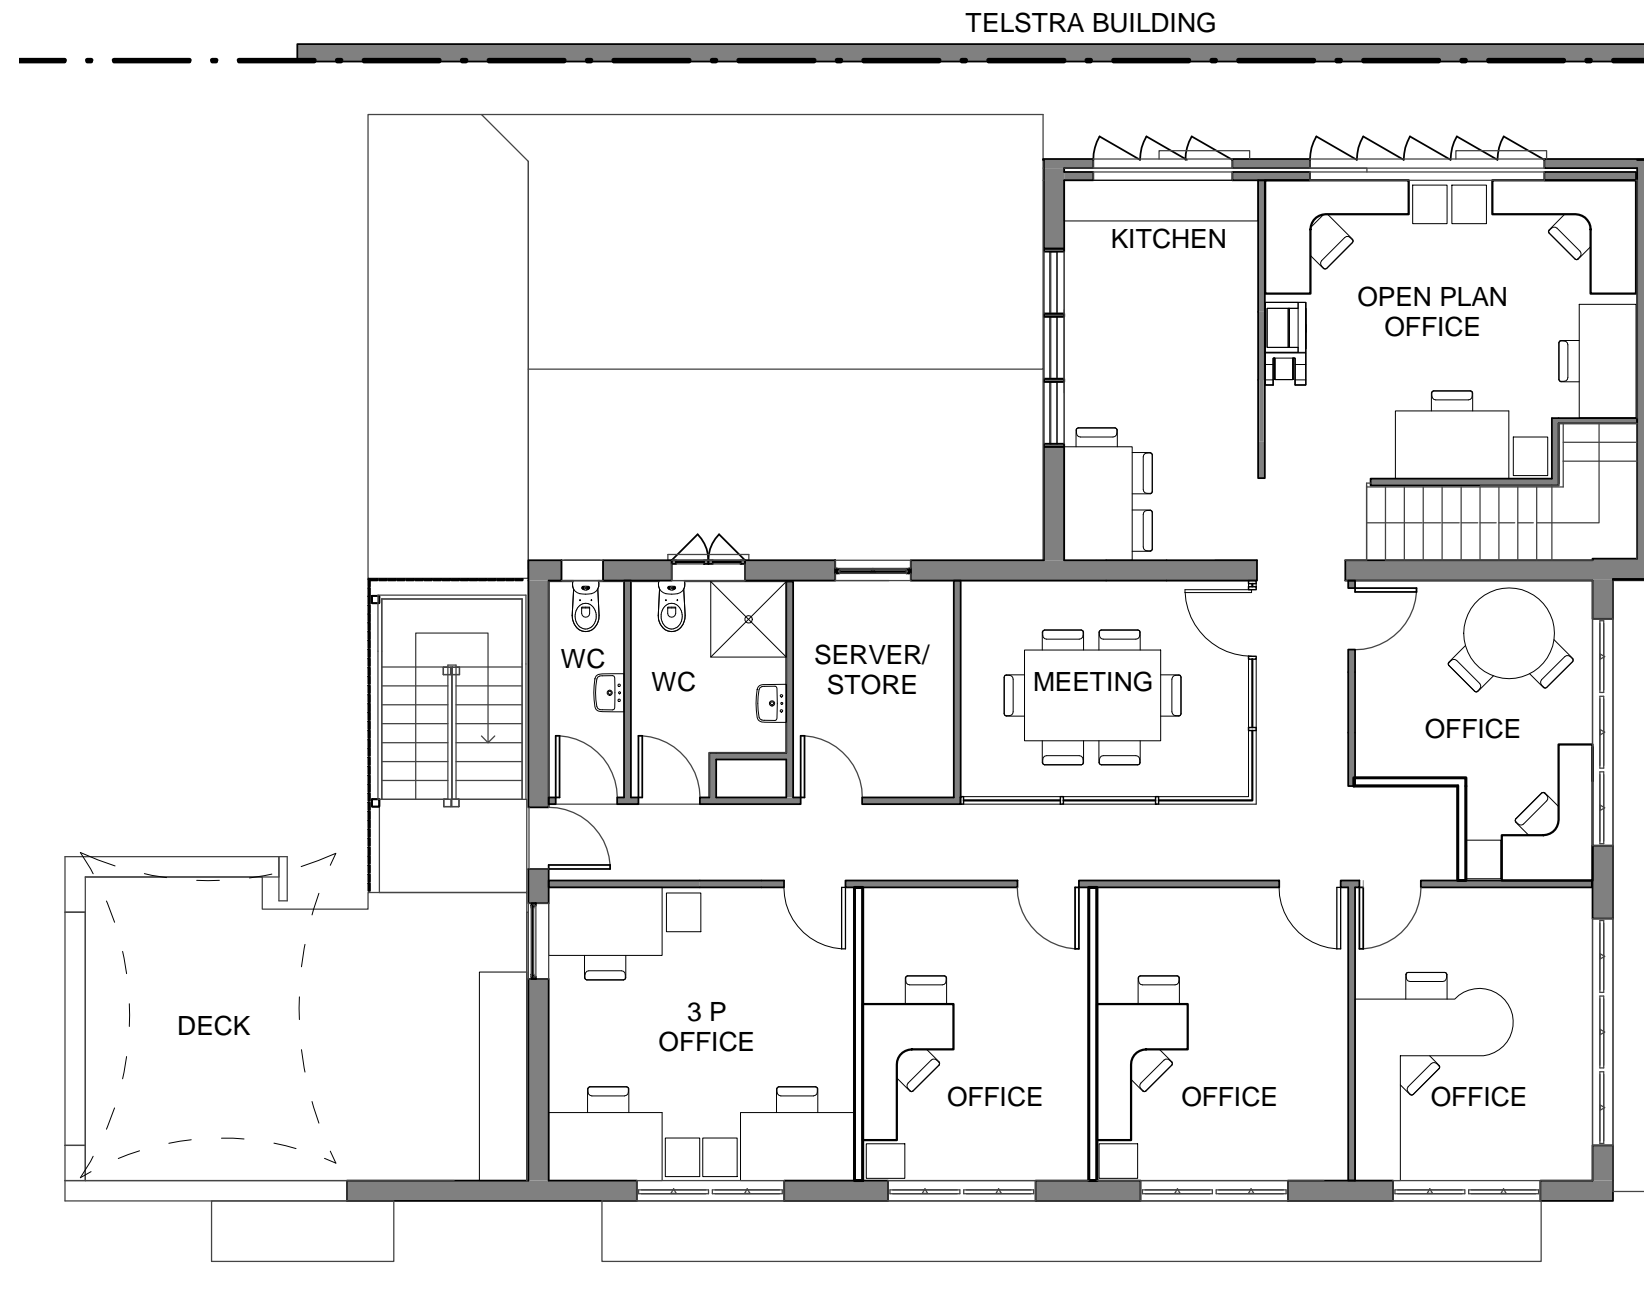 TELSTRA BUILDING
KITCHEN
OPEN PLAN
OFFICE
WC
WC
SERVER/
STORE
MEETING
OFFICE
DECK
3 P
OFFICE
OFFICE
OFFICE
OFFICE